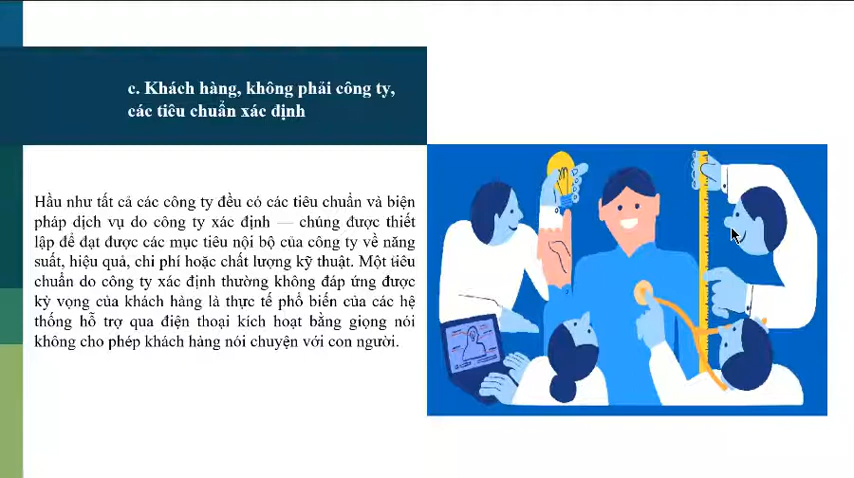 c. Khách hàng, không phải công ty,
các tiêu chuẩn xác định
Hầu như tất cả các công ty đều có các tiêu chuẩn và biện
pháp dịch vụ do công ty xác định — chúng được thiết
lập để đạt được các mục tiêu nội bộ của công ty về năng
suất, hiệu quả, chi phí hoặc chất lượng kỹ thuật. Một tiêu
chuẩn do công ty xác định thường không đáp ứng được
kỳ vọng của khách hàng là thực tế phổ biến của các hệ
thống hỗ trợ qua điện thoại kích hoạt bằng giọng nói
không cho phép khách hàng nói chuyện với con người.